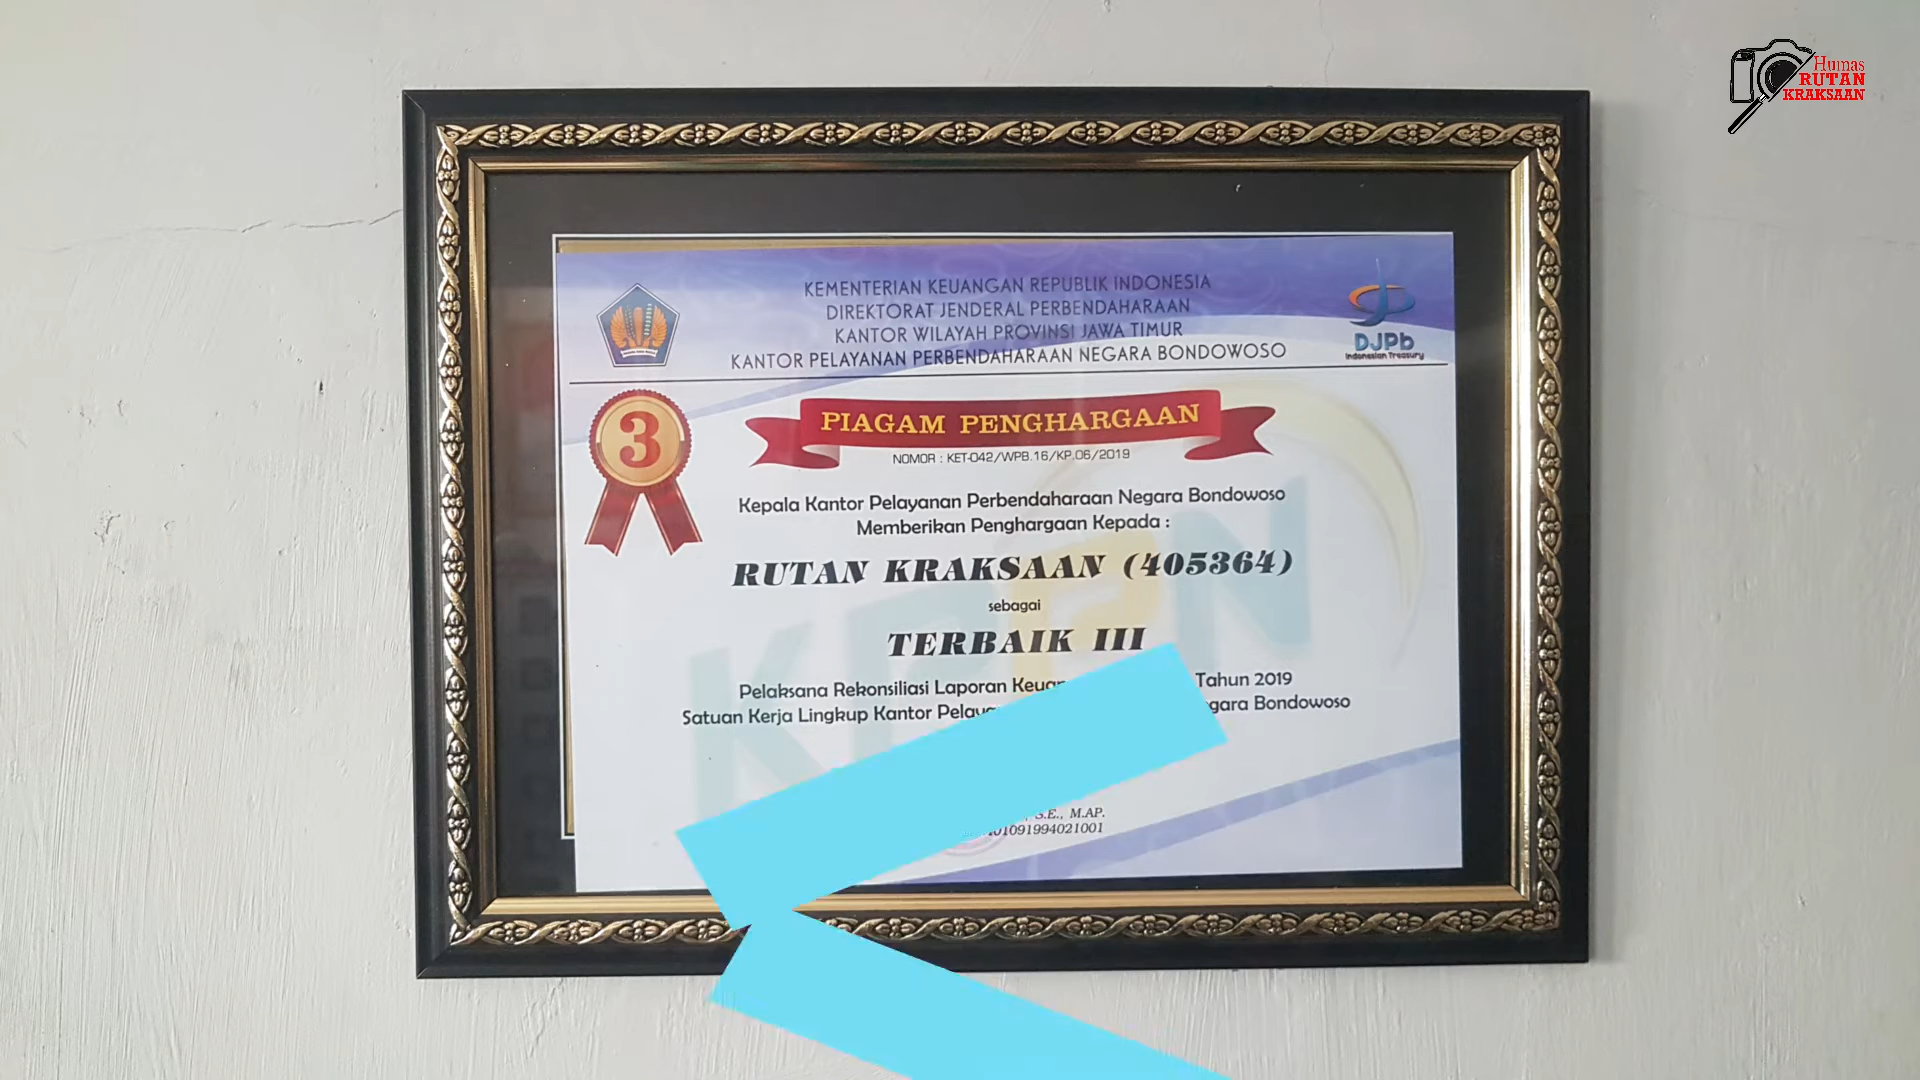 Humas
RUTAN
KRAKSAAN
KEMENTERIAN KEUANGAN REPUBLIK INDONESIA
DIREKTORAT JENDERAL PERBENDAHARAAN
KANTOR WILAYAH PROVINSI JAWA TIMUR
KANTOR PELAYANAN PERBENDAHARAAN NEGARA BONDOWOSO
DJPb
Indonesian Treasury
3
PIAGAM PENGHARGAAN
NOMOR : KET-042/WPB.16/KP.06/2019
Kepala Kantor Pelayanan Perbendaharaan Negara Bondowoso
Memberikan Penghargaan Kepada :
RUTAN KRAKSAAN (405364)
sebagai
TERBAIK III
Pelaksana Rekonsiliasi Laporan Tahun 2019
Satuan Kerja Lingkup Kantor Bondowoso
S.E., M.AP.